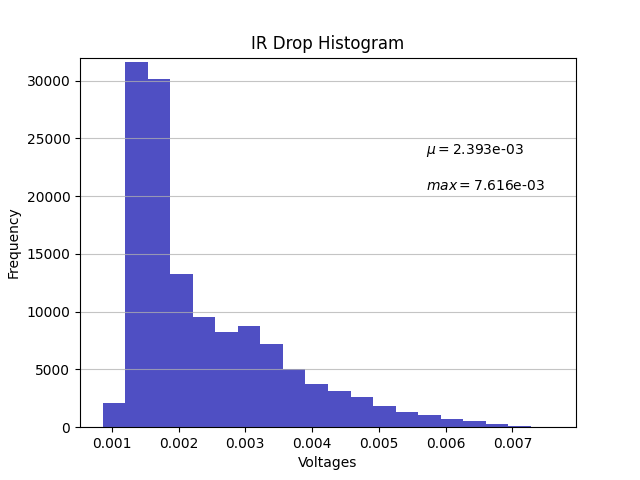 IR Drop Histogram
30000
25000
20000
15000
10000
5000
0
Frequency
μ = 2.393e-03
max = 7.616e-03
0.001 0.002 0.003 0.004 0.005 0.006 0.007
Voltages